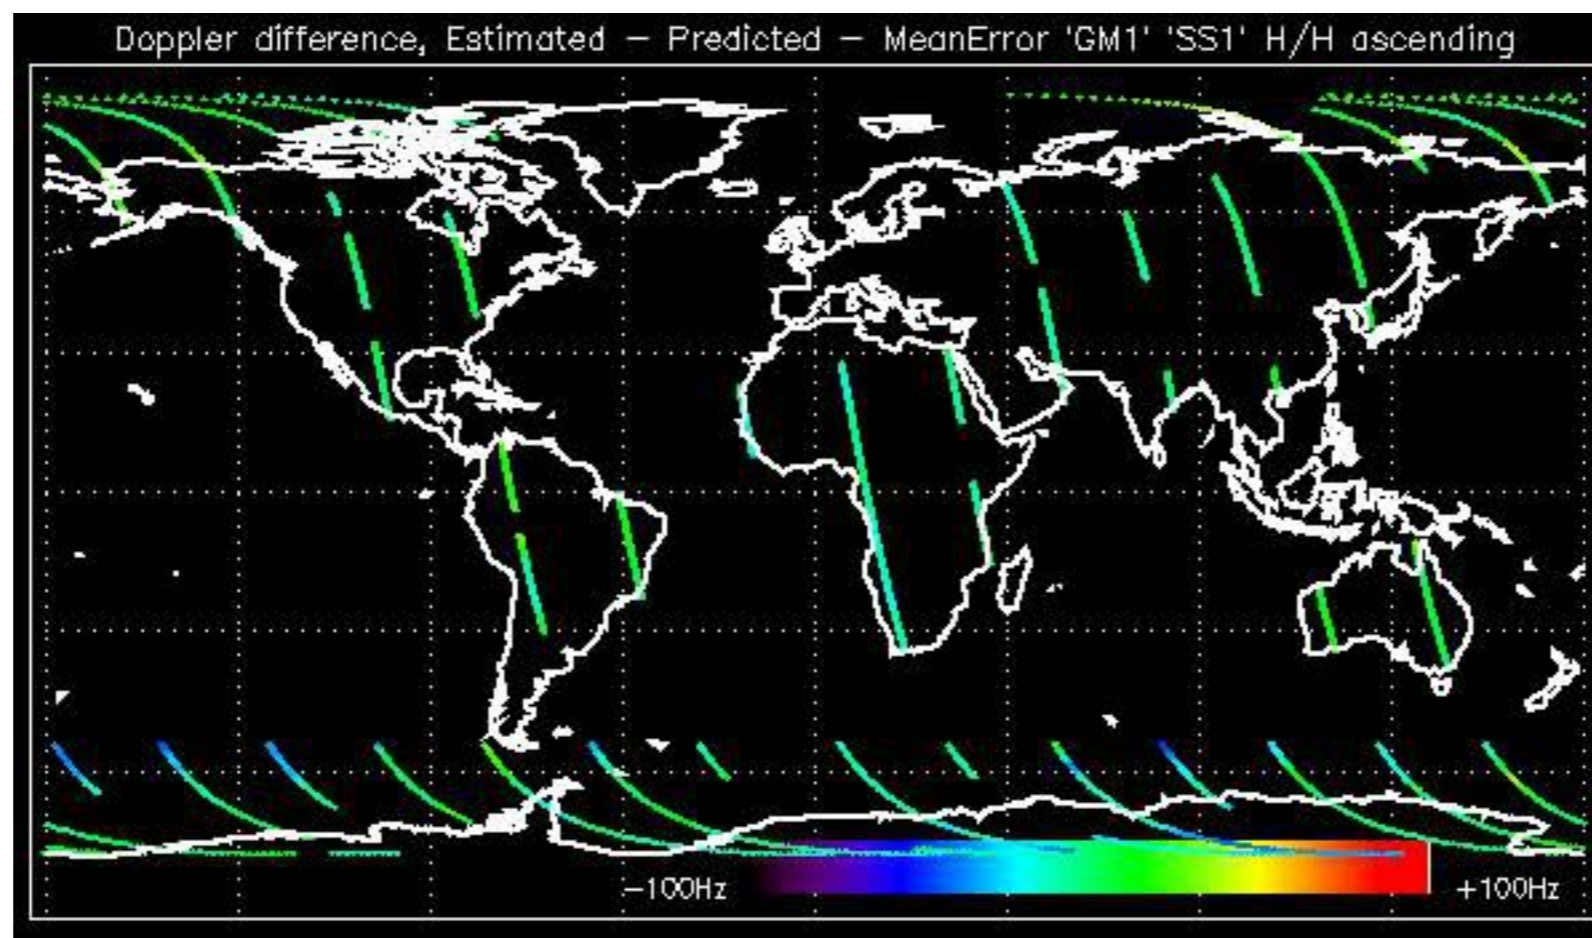 Doppler difference, Estimated – Predicted – MeanError 'GM1' 'SS1' H/H ascending
–100Hz
+100Hz